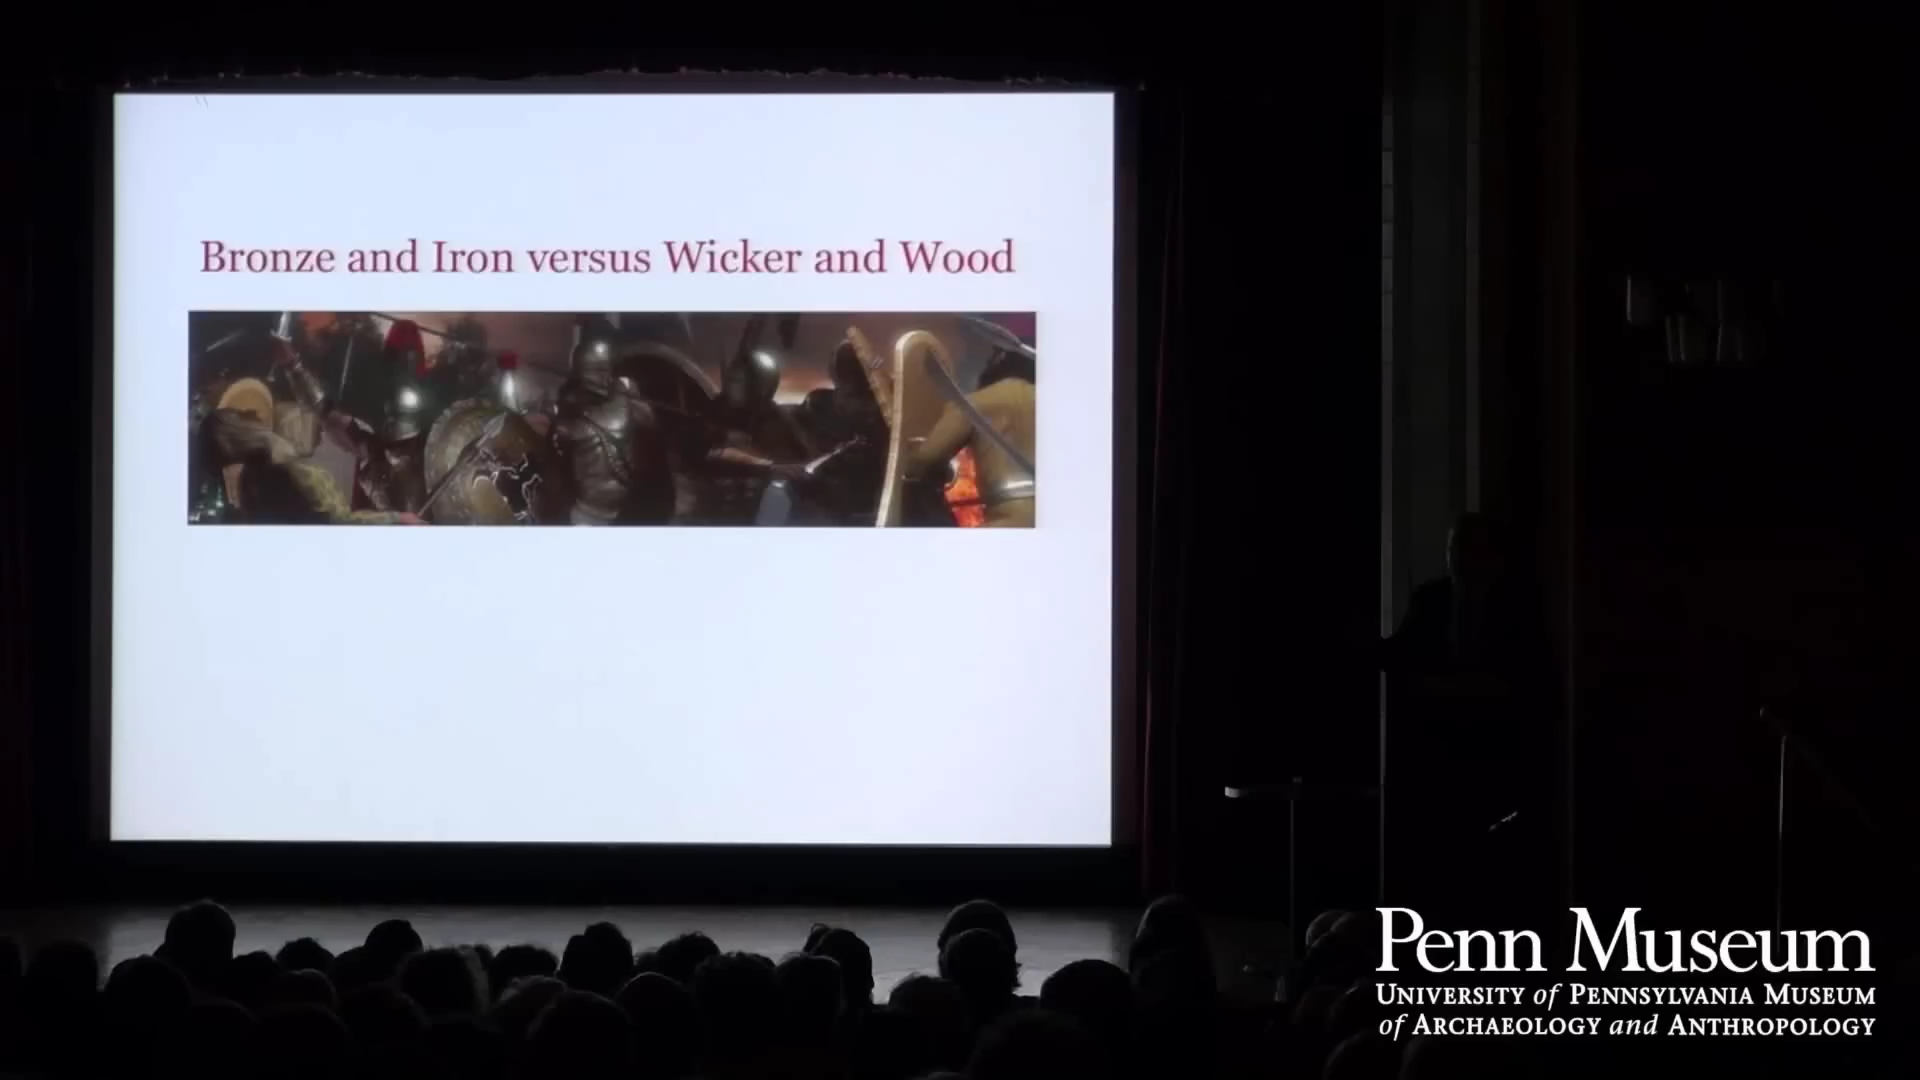 Bronze and Iron versus Wicker and Wood
Penn Museum
UNIVERSITY of PENNSYLVANIA MUSEUM
of ARCHAEOLOGY and ANTHROPOLOGY